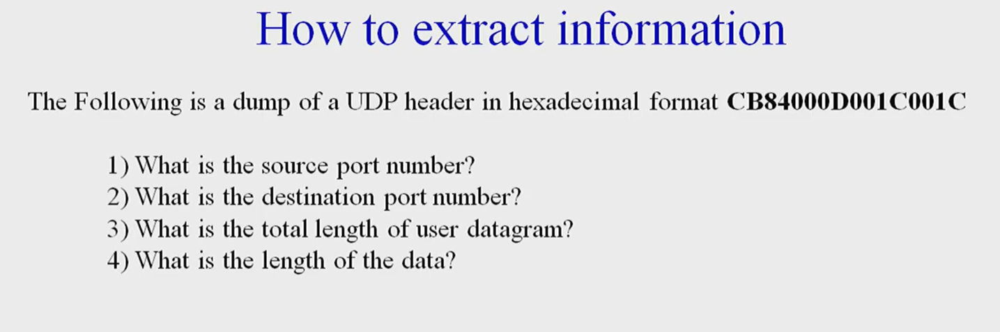 How to extract information
The Following is a dump of a UDP header in hexadecimal format CB84000D001C001C
1) What is the source port number?
2) What is the destination port number?
3) What is the total length of user datagram?
4) What is the length of the data?